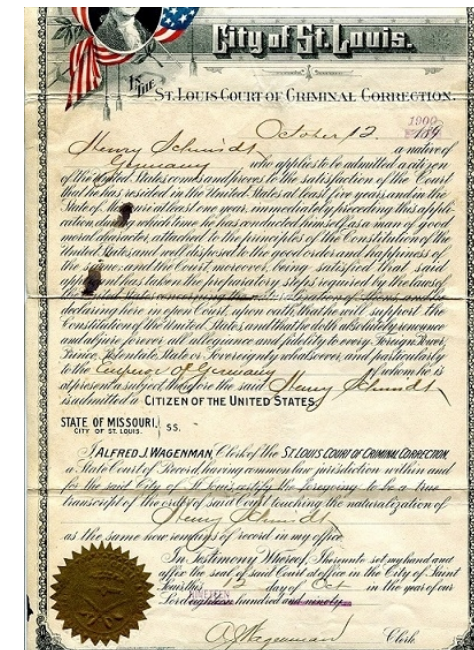 City of St. Louis.
IN THE ST. LOUIS COURT OF CRIMINAL CORRECTION.
October 12 1900 189
Henry Schmidt a native of
Germany who applies to be admitted a citizen
of the United States comes and proves to the satisfaction of the Court
that he has resided in the United States at least five years, and in the
State of Missouri at least one year, immediately preceding this appli-
cation, during which time he has conducted himself as a man of good
moral character, attached to the principles of the Constitution of the
United States, and well disposed to the good order and happiness of
the same; and the Court, moreover, being satisfied that said
applicant has taken the preparatory steps required by the laws of
declaring here in open Court, upon oath that he will support the
Constitution of the United States, and that he doth absolutely renounce
and abjure forever all allegiance and fidelity to every Foreign Power,
Prince, Potentate, State or Sovereignty whatsoever, and particularly
to the Emperor of Germany of whom he is
at present a subject, Therefore the said Henry Schmidt
is admitted a CITIZEN OF THE UNITED STATES,
STATE OF MISSOURI, } SS.
CITY OF ST. LOUIS.
I, ALFRED J. WAGENMAN, Clerk of the ST. LOUIS COURT OF CRIMINAL CORRECTION,
a State Court of Record, having common law jurisdiction within and
for the said City of St. Louis, certify the foregoing to be a true
transcript of the order of said Court touching the naturalization of
Henry Schmidt
as the same now remains of record in my office.
In Testimony Whereof, I hereunto set my hand and
affix the seal of said Court at office in the City of Saint
Louis this day of Oct in the year of our
NINETEEN
Lord eighteen hundred and ninety
A J Wagenman Clerk.